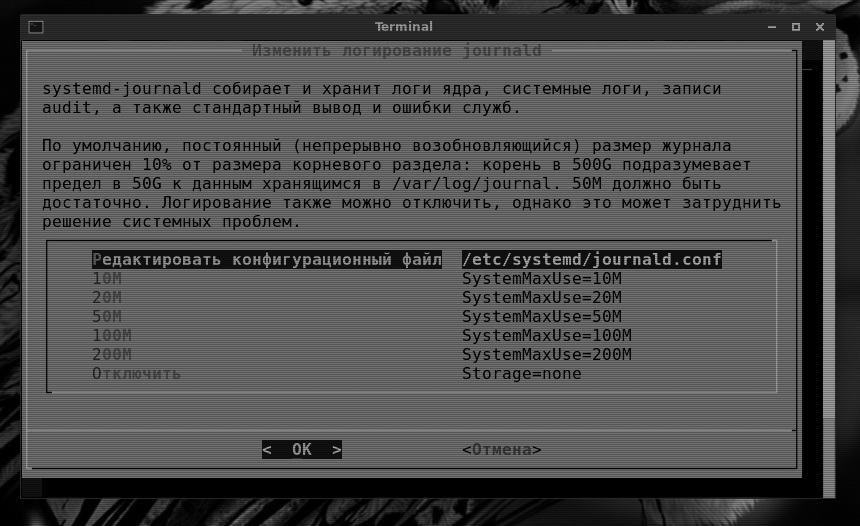 Terminal
Изменить логирование journald
systemd-journald собирает и хранит логи ядра, системные логи, записи
audit, а также стандартный вывод и ошибки служб.
По умолчанию, постоянный (непрерывно возобновляющийся) размер журнала
ограничен 10% от размера корневого раздела: корень в 500G подразумевает
предел в 50G к данным хранящимся в /var/log/journal. 50M должно быть
достаточно. Логирование также можно отключить, однако это может затруднить
решение системных проблем.
Редактировать конфигурационный файл /etc/systemd/journald.conf
10M SystemMaxUse=10M
20M SystemMaxUse=20M
50M SystemMaxUse=50M
100M SystemMaxUse=100M
200M SystemMaxUse=200M
Отключить Storage=none
< OK > <Отмена>